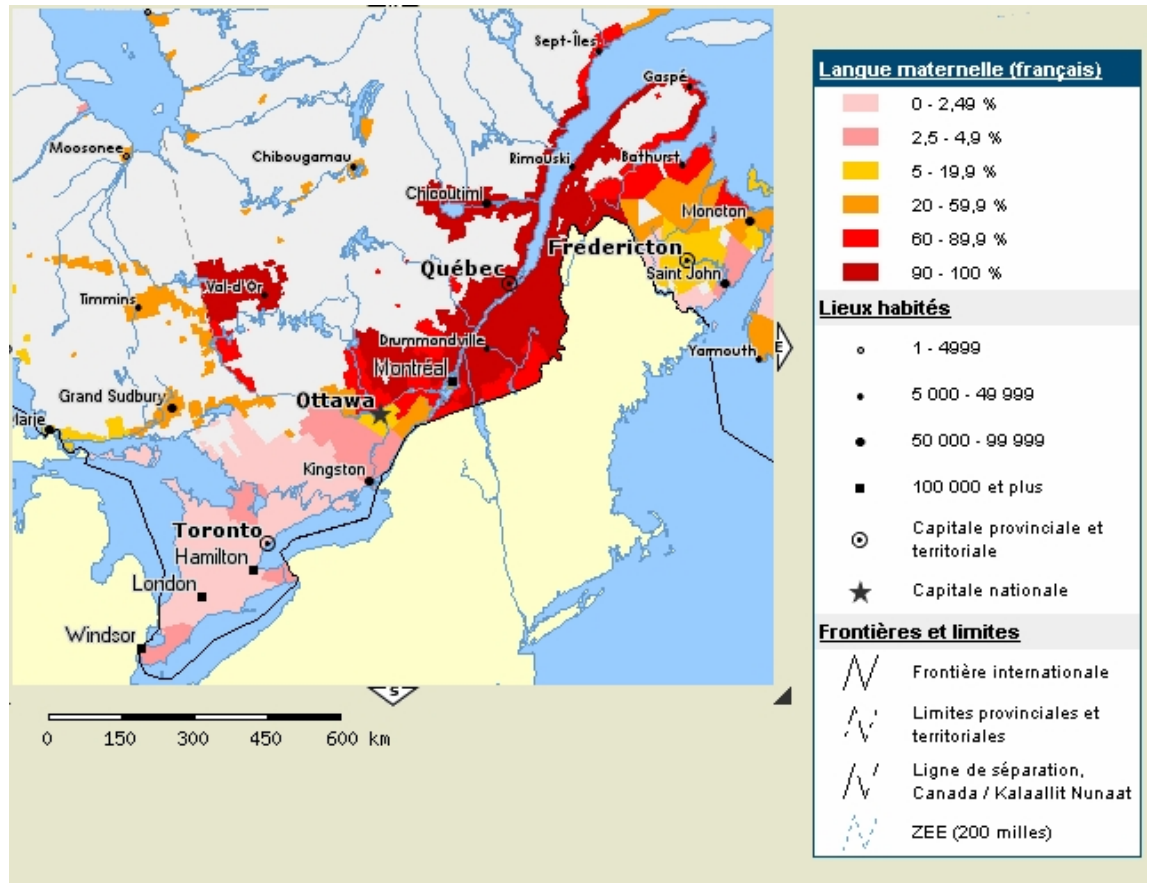 Sept-Îles
Gaspé
Moosonee
Chibougamau
Rimouski
Bathurst
Chicoutimi
Moncton
Fredericton
Québec
Saint John
Val-d'Or
Timmins
Drummondville
Yarmouth
E
Montréal
Grand Sudbury
Ottawa
larie
Kingston
Toronto
Hamilton
London
Windsor
S
0 150 300 450 600 km
Langue maternelle (français)
0 - 2,49 %
2,5 - 4,9 %
5 - 19,9 %
20 - 59,9 %
60 - 89,9 %
90 - 100 %
Lieux habités
1 - 4999
5 000 - 49 999
50 000 - 99 999
100 000 et plus
Capitale provinciale et
territoriale
Capitale nationale
Frontières et limites
Frontière internationale
Limites provinciales et
territoriales
Ligne de séparation,
Canada / Kalaallit Nunaat
ZEE (200 milles)